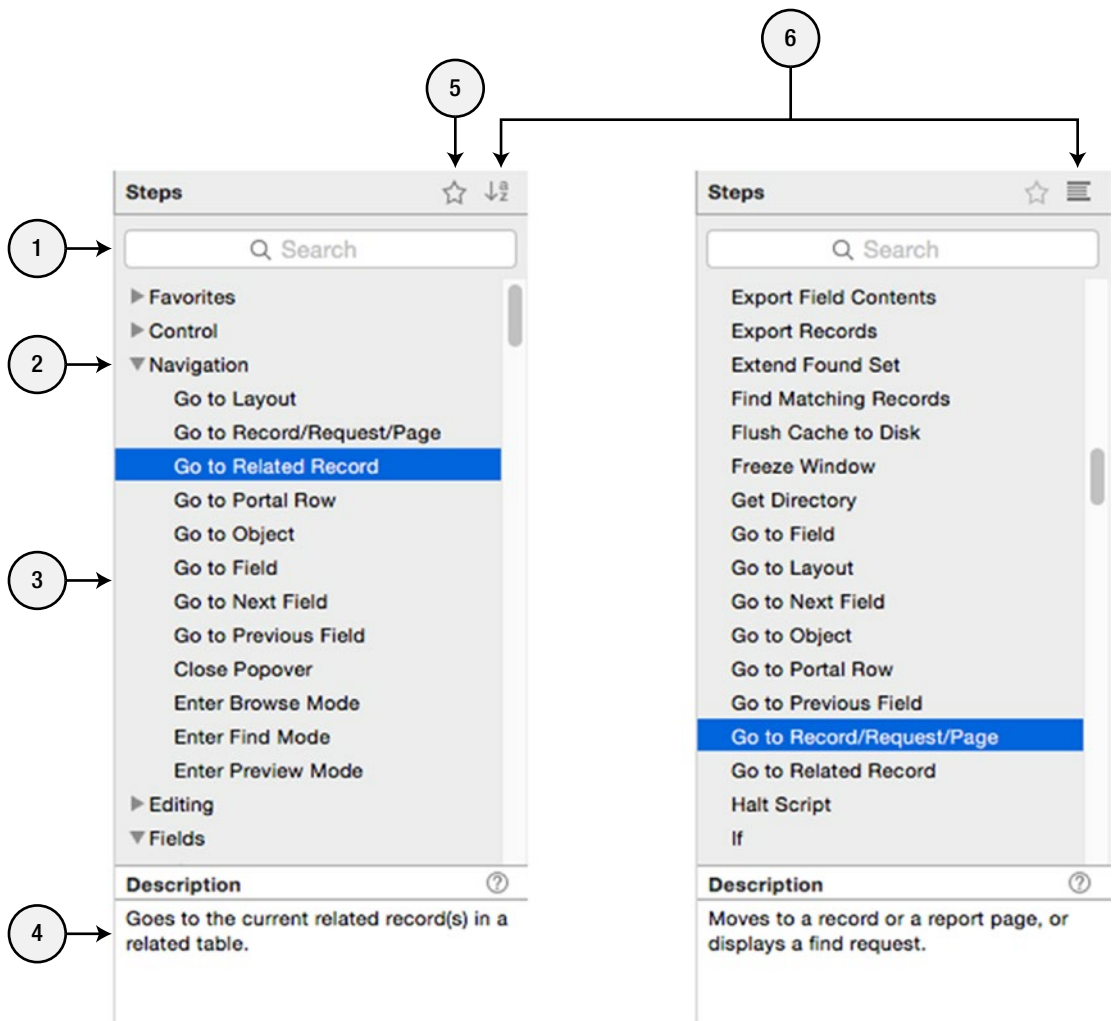 6
5
Steps
a
z
1
Search
Favorites
Control
2
Navigation
Go to Layout
Go to Record/Request/Page
Go to Related Record
Go to Portal Row
Go to Object
3
Go to Field
Go to Next Field
Go to Previous Field
Close Popover
Enter Browse Mode
Enter Find Mode
Enter Preview Mode
Editing
Fields
Description
?
4
Goes to the current related record(s) in a
related table.
Steps
Search
Export Field Contents
Export Records
Extend Found Set
Find Matching Records
Flush Cache to Disk
Freeze Window
Get Directory
Go to Field
Go to Layout
Go to Next Field
Go to Object
Go to Portal Row
Go to Previous Field
Go to Record/Request/Page
Go to Related Record
Halt Script
If
Description
?
Moves to a record or a report page, or
displays a find request.